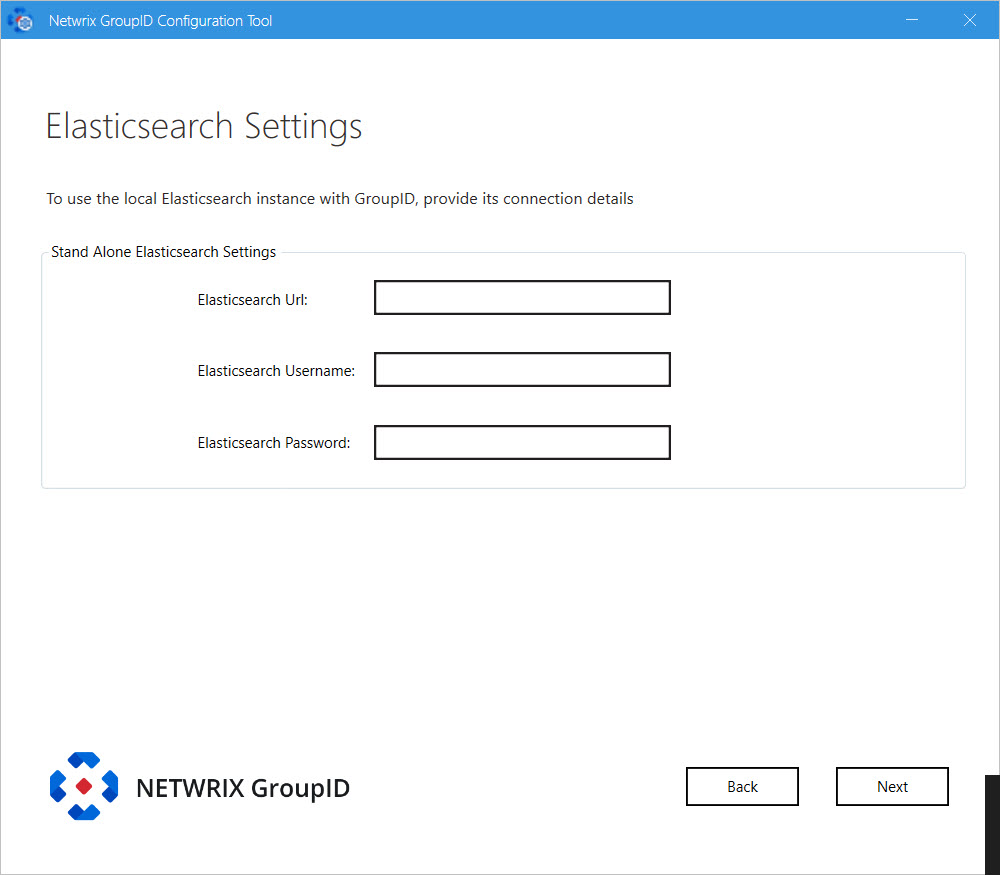 Netwrix GroupID Configuration Tool
Elasticsearch Settings
To use the local Elasticsearch instance with GroupID, provide its connection details
Stand Alone Elasticsearch Settings
Elasticsearch Url:
Elasticsearch Username:
Elasticsearch Password:
NETWRIX GroupID
Back
Next